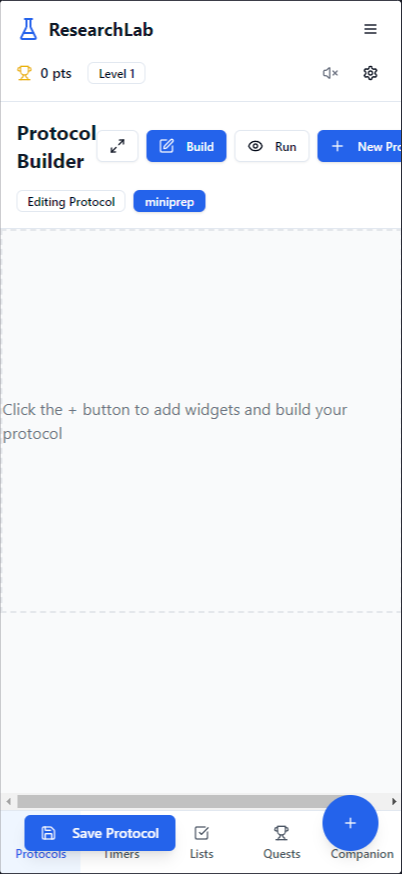 ResearchLab
0 pts
Level 1
Protocol Builder
Build
Run
New Pro
Editing Protocol
miniprep
Click the + button to add widgets and build your
protocol
Save Protocol
Protocols
Timers
Lists
Quests
Companion